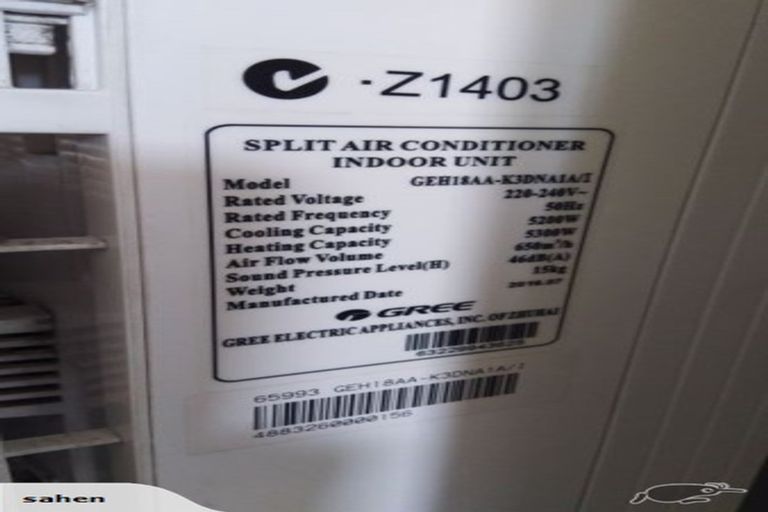 ·Z1403
SPLIT AIR CONDITIONER
INDOOR UNIT
Model GEH18AA-K3DNA1A/I
Rated Voltage 220-240V~
Rated Frequency 50Hz
Cooling Capacity 5200W
Heating Capacity 5300W
Air Flow Volume 650m³/h
Sound Pressure Level(H) 46dB(A)
Weight 15kg
Manufactured Date
GREE
GREE ELECTRIC APPLIANCES, INC. OF ZHUHAI
65993 GEH18AA-K3DNA1A/I
4883260000156
sahen